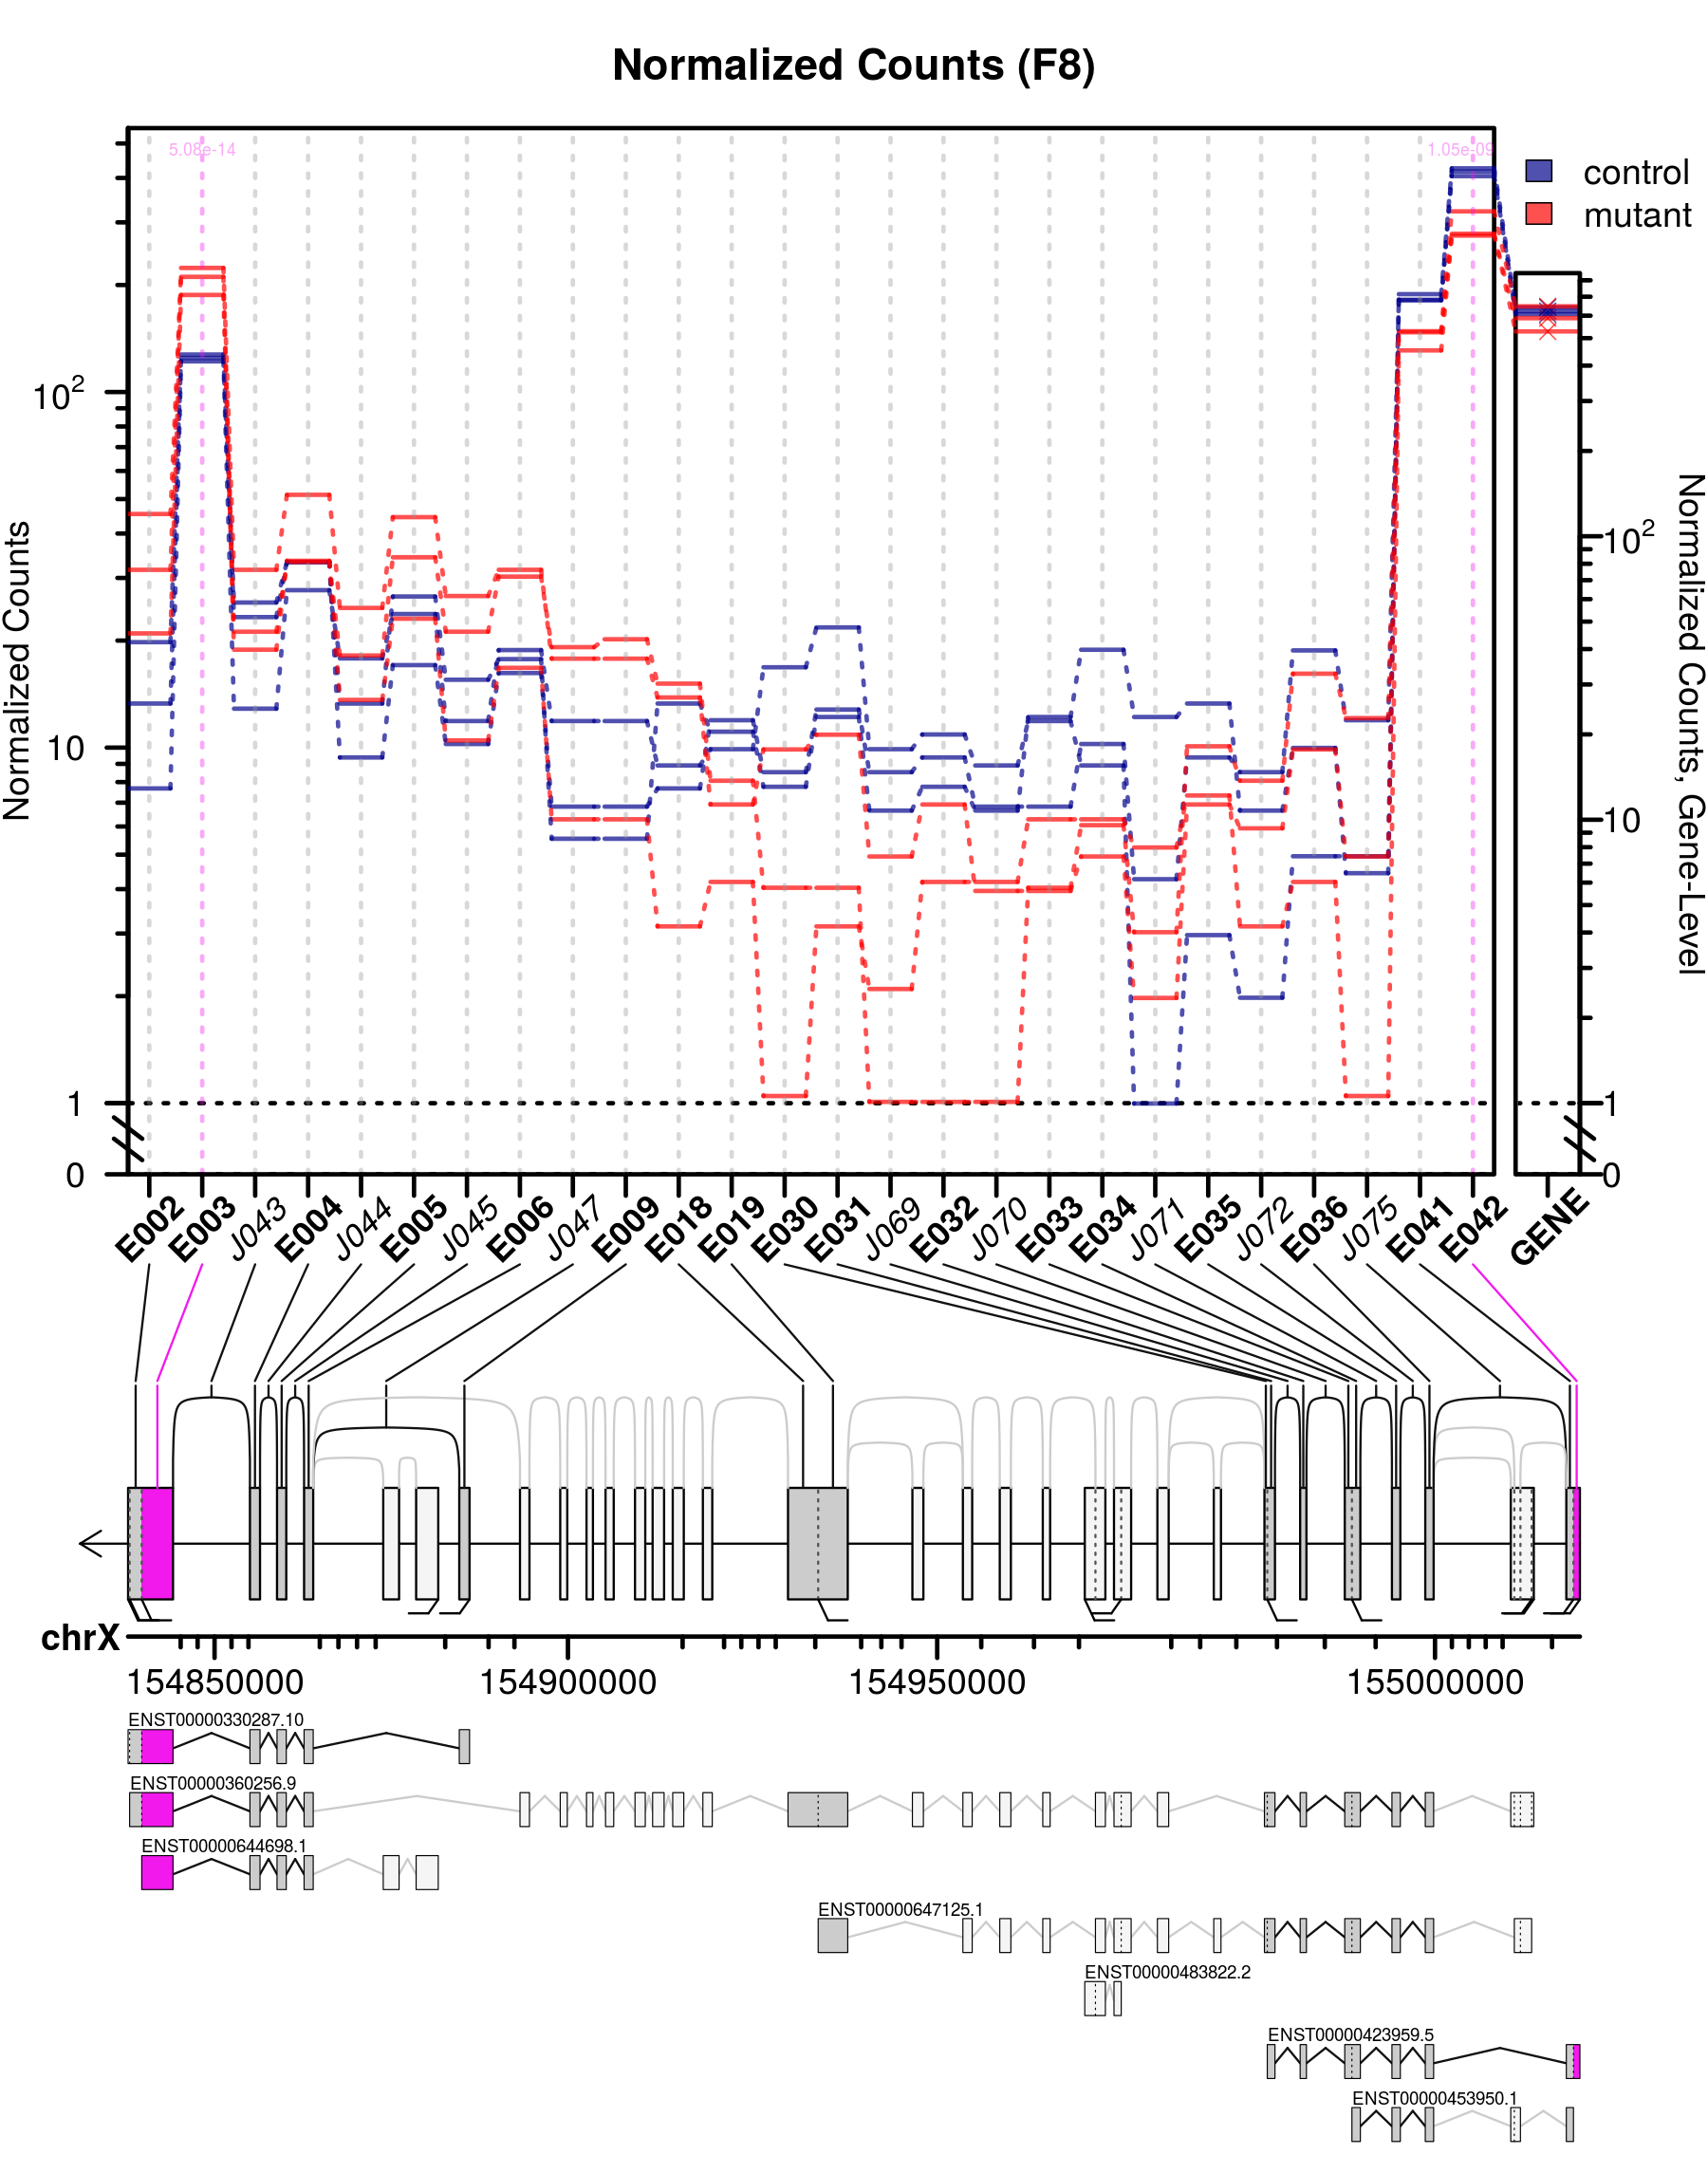 Normalized Counts (F8)
5.08e-14
1.05e-09
control
mutant
Normalized Counts
10²
10
1
0
Normalized Counts, Gene-Level
10²
10
1
0
E002 E003 J043 E004 J044 E005 J045 E006 J047 E009 E018 E019 E030 E031 J069 E032 J070 E033 E034 J071 E035 J072 E036 J075 E041 E042 GENE
chrX
154850000 154900000 154950000 155000000
ENST00000330287.10
ENST00000360256.9
ENST00000644698.1
ENST00000647125.1
ENST00000483822.2
ENST00000423959.5
ENST00000453950.1